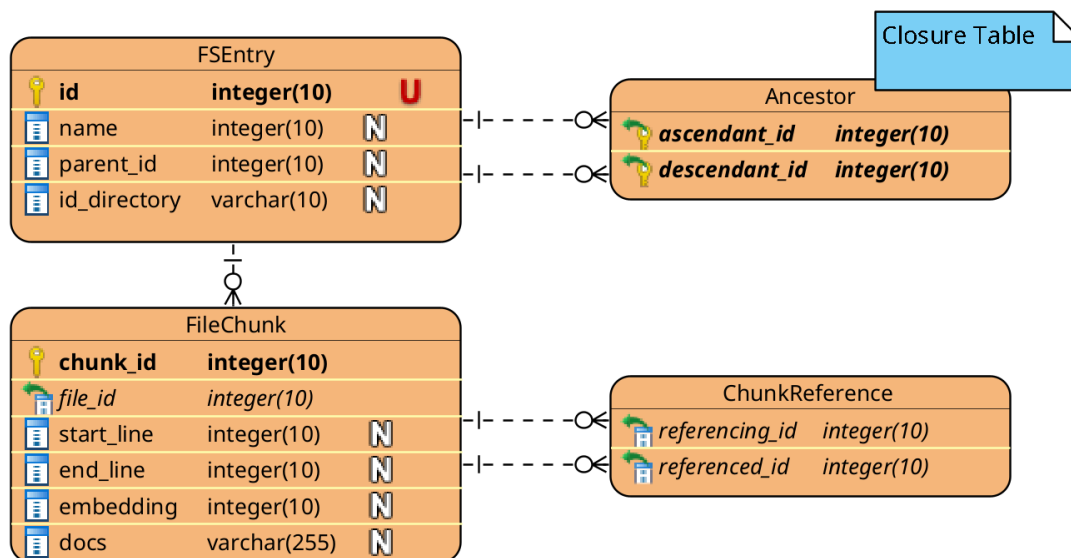 FSEntry
id integer(10) U
name integer(10) N
parent_id integer(10) N
id_directory varchar(10) N
Closure Table
Ancestor
ascendant_id integer(10)
descendant_id integer(10)
FileChunk
chunk_id integer(10)
file_id integer(10)
start_line integer(10) N
end_line integer(10) N
embedding integer(10) N
docs varchar(255) N
ChunkReference
referencing_id integer(10)
referenced_id integer(10)